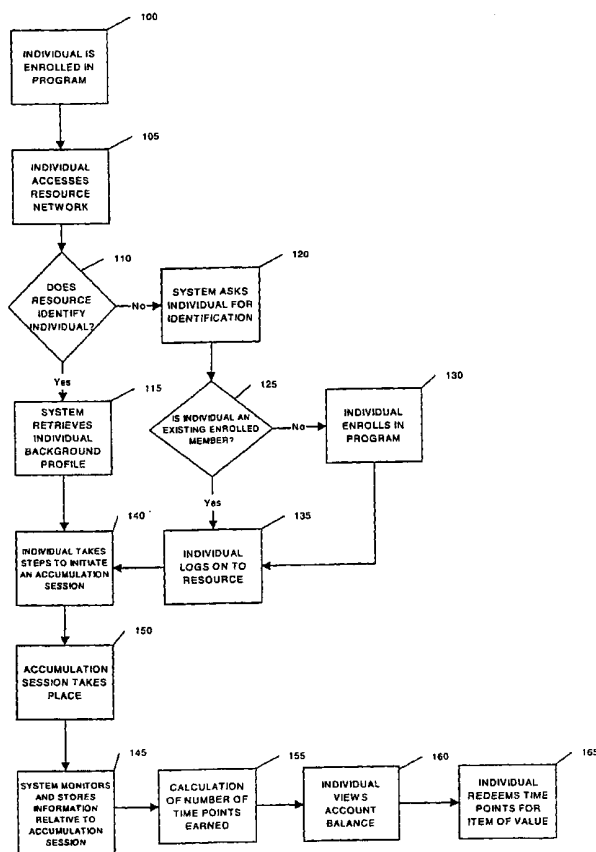 100
INDIVIDUAL IS
ENROLLED IN
PROGRAM
105
INDIVIDUAL
ACCESSES
RESOURCE
NETWORK
110
DOES
RESOURCE
IDENTIFY
INDIVIDUAL?
No
120
SYSTEM ASKS
INDIVIDUAL FOR
IDENTIFICATION
Yes
115
SYSTEM
RETRIEVES
INDIVIDUAL
BACKGROUND
PROFILE
125
IS INDIVIDUAL AN
EXISTING ENROLLED
MEMBER?
No
130
INDIVIDUAL
ENROLLS IN
PROGRAM
Yes
135
INDIVIDUAL
LOGS ON TO
RESOURCE
140
INDIVIDUAL TAKES
STEPS TO INITIATE
AN ACCUMULATION
SESSION
150
ACCUMULATION
SESSION TAKES
PLACE
145
SYSTEM MONITORS
AND STORES
INFORMATION
RELATIVE TO
ACCUMULATION
SESSION
155
CALCULATION
OF NUMBER OF
TIME POINTS
EARNED
160
INDIVIDUAL
VIEWS
ACCOUNT
BALANCE
165
INDIVIDUAL
REDEEMS TIME
POINTS FOR
ITEM OF VALUE